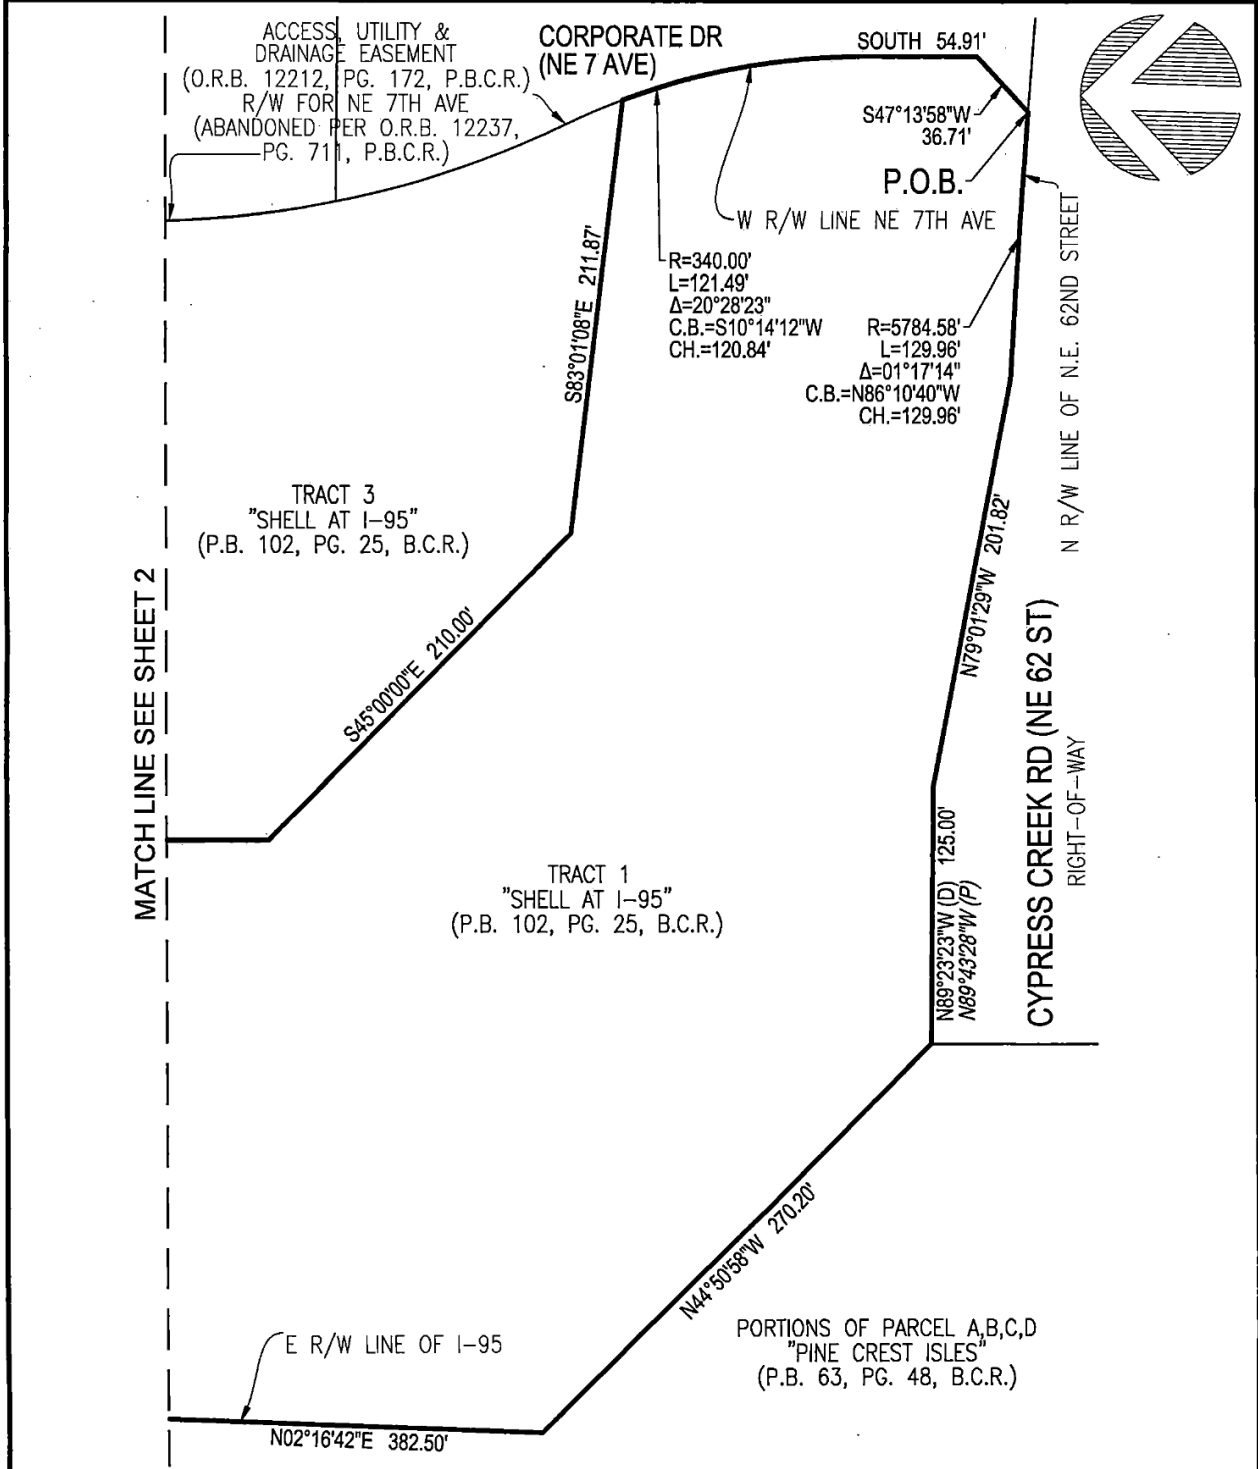 ACCESS, UTILITY &
DRAINAGE EASEMENT
(O.R.B. 12212, PG. 172, P.B.C.R.)
R/W FOR NE 7TH AVE
(ABANDONED PER O.R.B. 12237,
PG. 711, P.B.C.R.)
CORPORATE DR
(NE 7 AVE)
SOUTH 54.91'
S47°13'58"W
36.71'
P.O.B.
W R/W LINE NE 7TH AVE
R=340.00'
L=121.49'
Δ=20°28'23"
C.B.=S10°14'12"W
CH.=120.84'
R=5784.58'
L=129.96'
Δ=01°17'14"
C.B.=N86°10'40"W
CH.=129.96'
N R/W LINE OF N.E. 62ND STREET
S83°01'08"E 211.87'
TRACT 3
"SHELL AT I-95"
(P.B. 102, PG. 25, B.C.R.)
N79°01'29"W 201.82'
S45°00'00"E 210.00'
MATCH LINE SEE SHEET 2
CYPRESS CREEK RD (NE 62 ST)
RIGHT-OF-WAY
TRACT 1
"SHELL AT I-95"
(P.B. 102, PG. 25, B.C.R.)
N89°23'23"W (D) 125.00'
N89°43'28"W (P)
N44°50'58"W 270.20'
PORTIONS OF PARCEL A,B,C,D
"PINE CREST ISLES"
(P.B. 63, PG. 48, B.C.R.)
E R/W LINE OF I-95
N02°16'42"E 382.50'